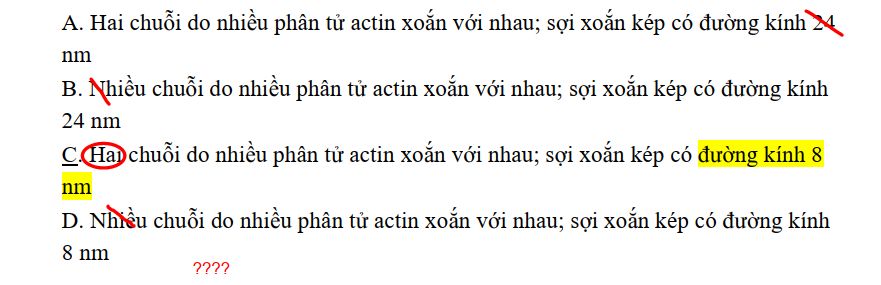 A. Hai chuỗi do nhiều phân tử actin xoắn với nhau; sợi xoắn kép có đường kính 24
nm
B. Nhiều chuỗi do nhiều phân tử actin xoắn với nhau; sợi xoắn kép có đường kính
24 nm
C. Hai chuỗi do nhiều phân tử actin xoắn với nhau; sợi xoắn kép có đường kính 8
nm
D. Nhiều chuỗi do nhiều phân tử actin xoắn với nhau; sợi xoắn kép có đường kính
8 nm
????